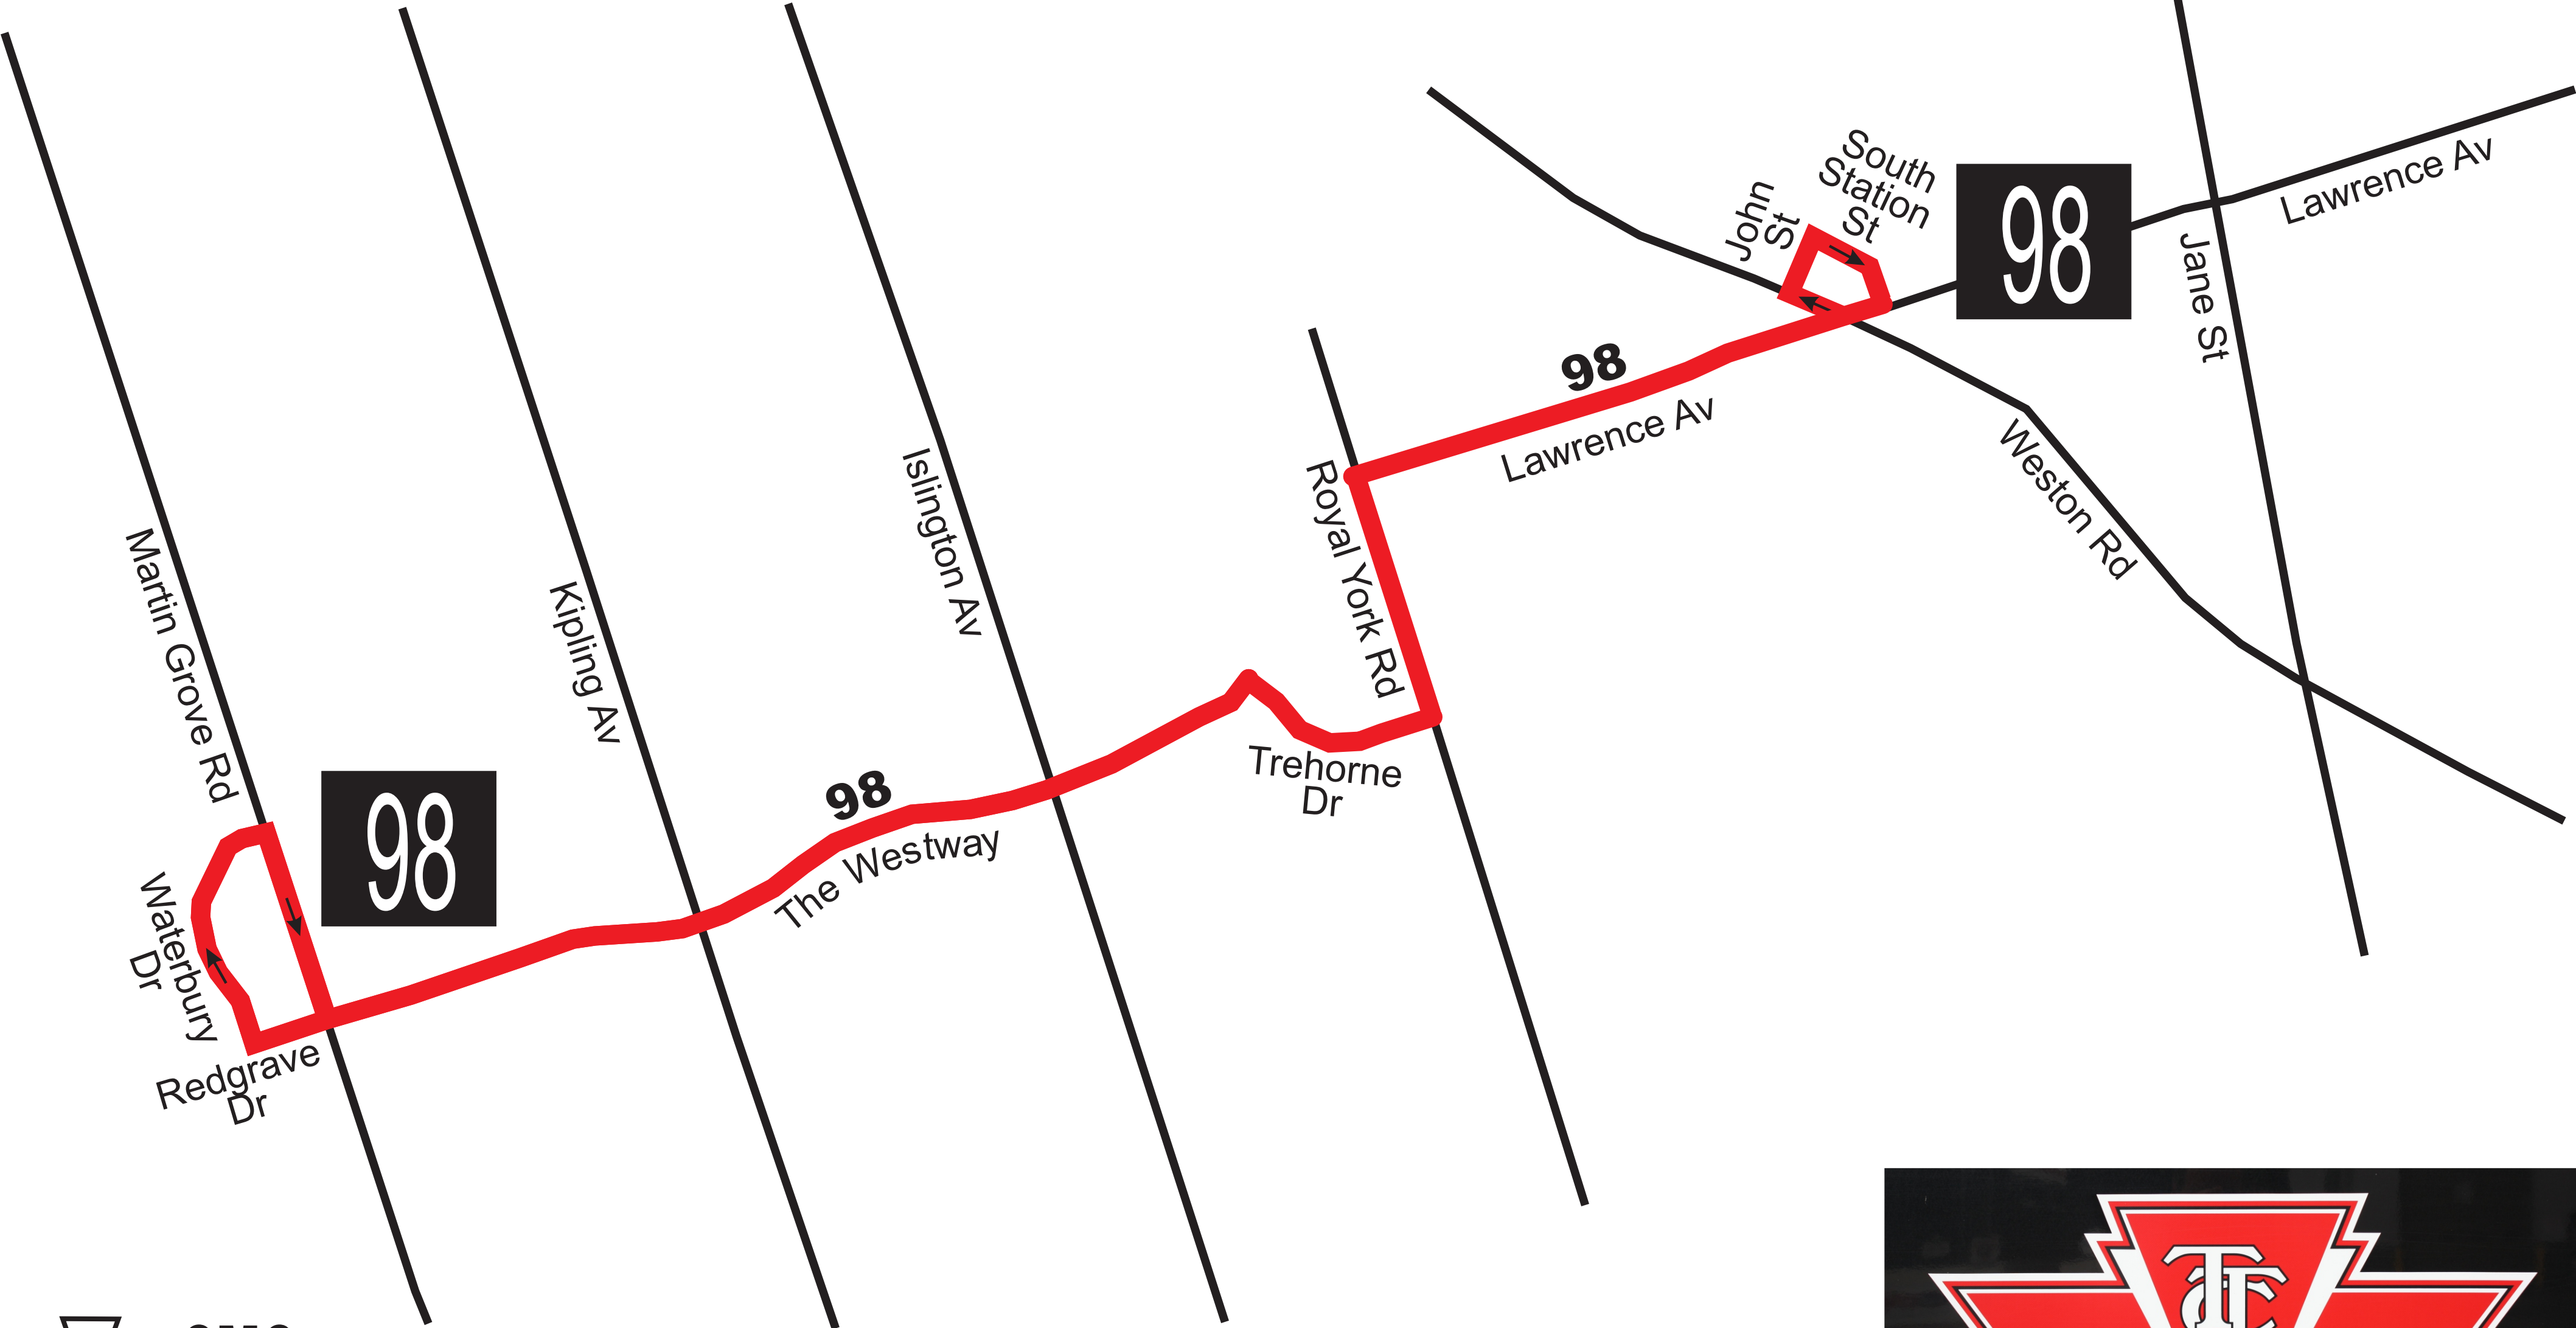 South
Station
St
John
St
98
Lawrence Av
Jane St
98
Lawrence Av
Weston Rd
Royal York Rd
Islington Av
Martin Grove Rd
Kipling Av
Trehorne
Dr
98
98
The Westway
Waterbury
Dr
Redgrave
Dr
TTC